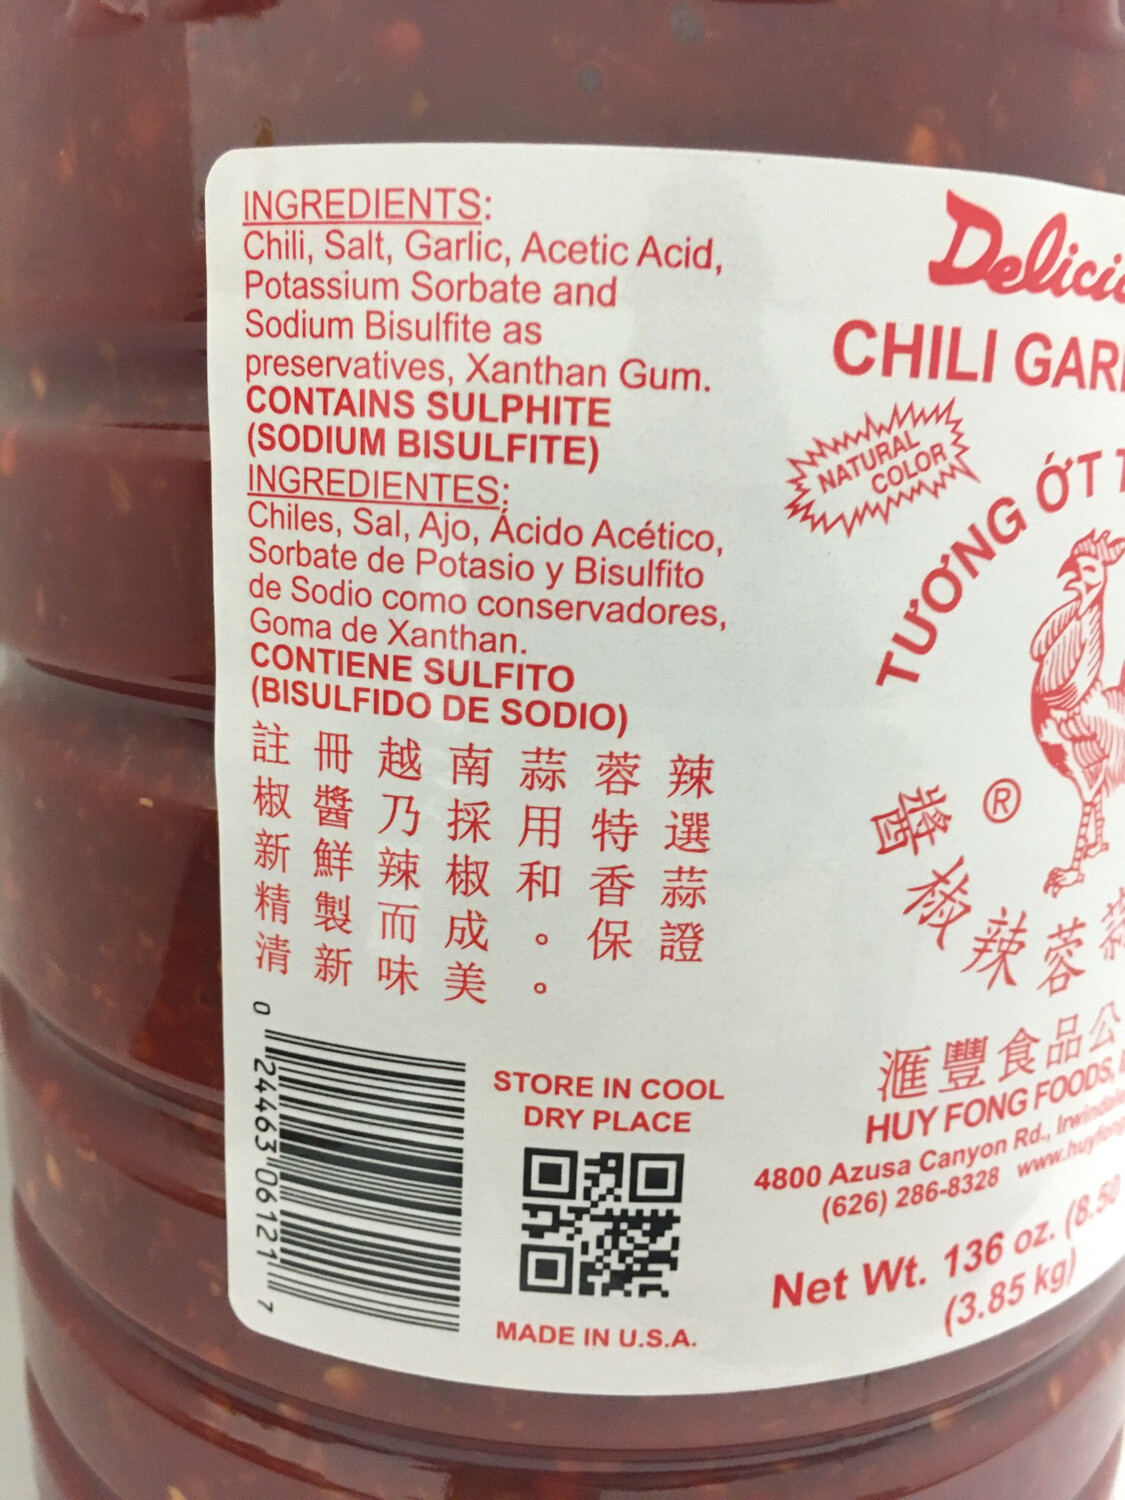 INGREDIENTS:
Chili, Salt, Garlic, Acetic Acid,
Potassium Sorbate and
Sodium Bisulfite as
preservatives, Xanthan Gum.
CONTAINS SULPHITE
(SODIUM BISULFITE)
INGREDIENTES:
Chiles, Sal, Ajo, Ácido Acético,
Sorbate de Potasio y Bisulfito
de Sodio como conservadores,
Goma de Xanthan.
CONTIENE SULFITO
(BISULFIDO DE SODIO)
註冊越南蒜蓉辣
椒醬乃採用特選
新鮮辣椒和香蒜
精製而成。保證
清新味美。
0 24463 06121 7
STORE IN COOL
DRY PLACE
MADE IN U.S.A.
CHILI
NATURAL
COLOR
TƯƠNG ỚT
®
醬椒辣蓉蒜
滙豐食品公
HUY FONG FOODS,
4800 Azusa Canyon Rd.,
(626) 286-8328
Net Wt. 136 oz. (8.50
(3.85 kg)